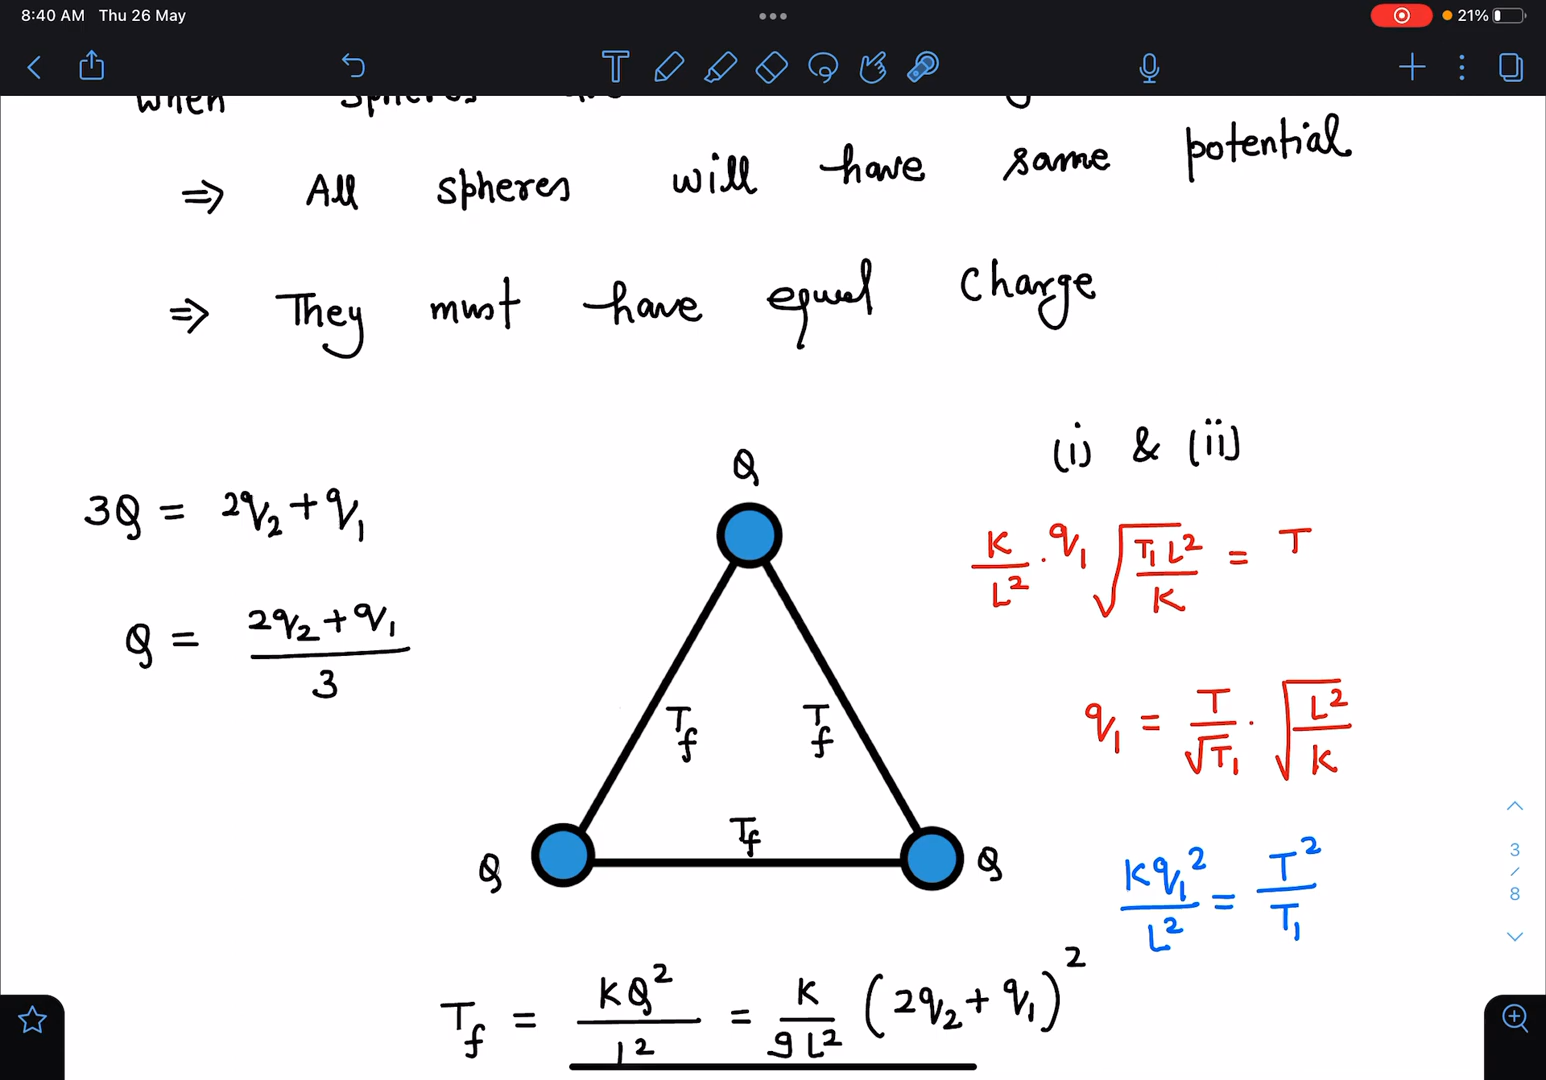 8:40 AM Thu 26 May
21%
when spheres
⇒ All spheres will have same potential
⇒ They must have equal charge
(i) & (ii)
Q
3Q = 2q₂ + q₁
K/L² · q₁ √(T₁L²/K) = T
Q = (2q₂ + q₁)/3
T_f T_f
q₁ = T/√T₁ · √(L²/K)
T_f
Q Q
Kq₁²/L² = T²/T₁
T_f = KQ²/L² = K/9L² (2q₂ + q₁)²
3/8